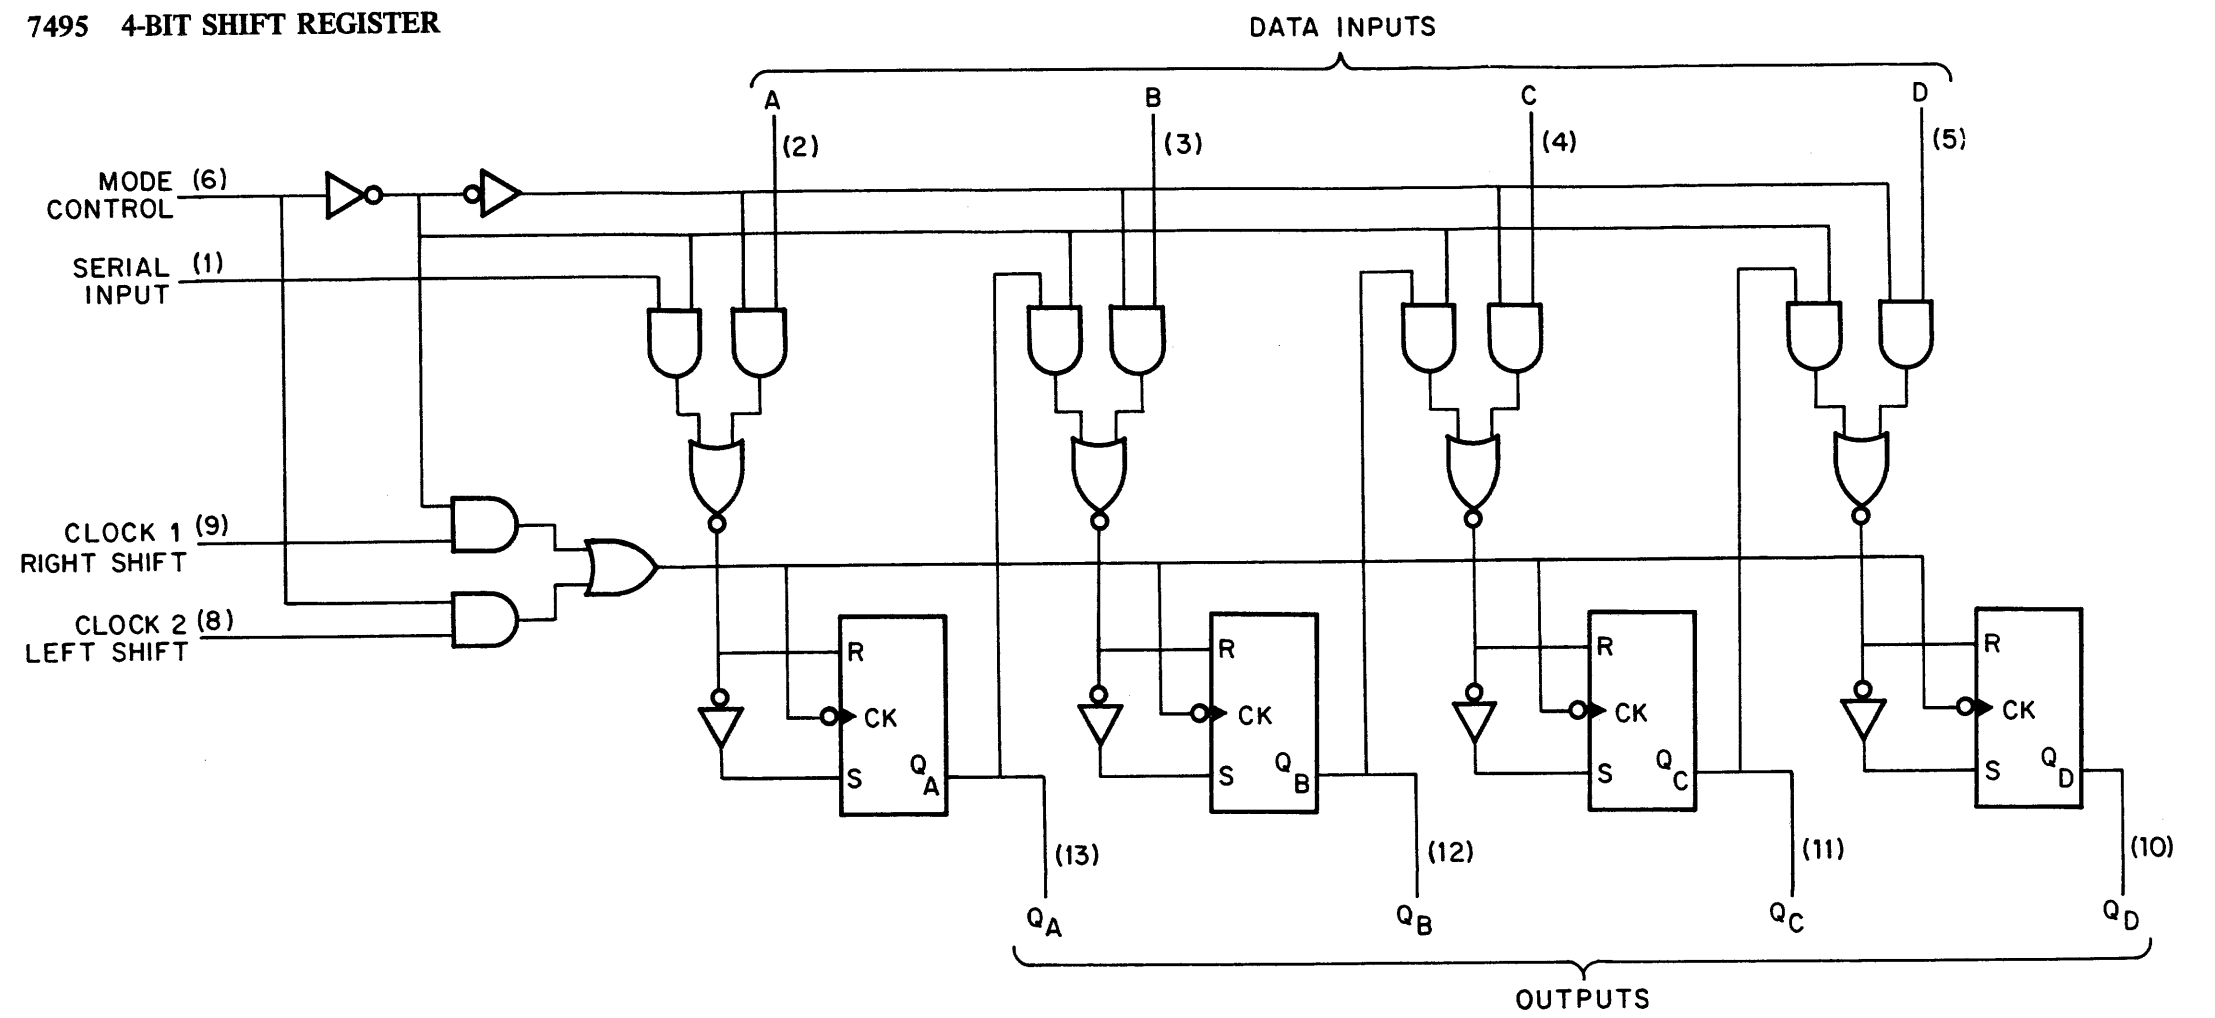 7495 4-BIT SHIFT REGISTER
DATA INPUTS
A
B
C
D
(2)
(3)
(4)
(5)
MODE (6)
CONTROL
SERIAL (1)
INPUT
CLOCK 1 (9)
RIGHT SHIFT
CLOCK 2 (8)
LEFT SHIFT
R
CK
S
QA
R
CK
S
QB
R
CK
S
QC
R
CK
S
QD
(13)
(12)
(11)
(10)
QA
QB
QC
QD
OUTPUTS